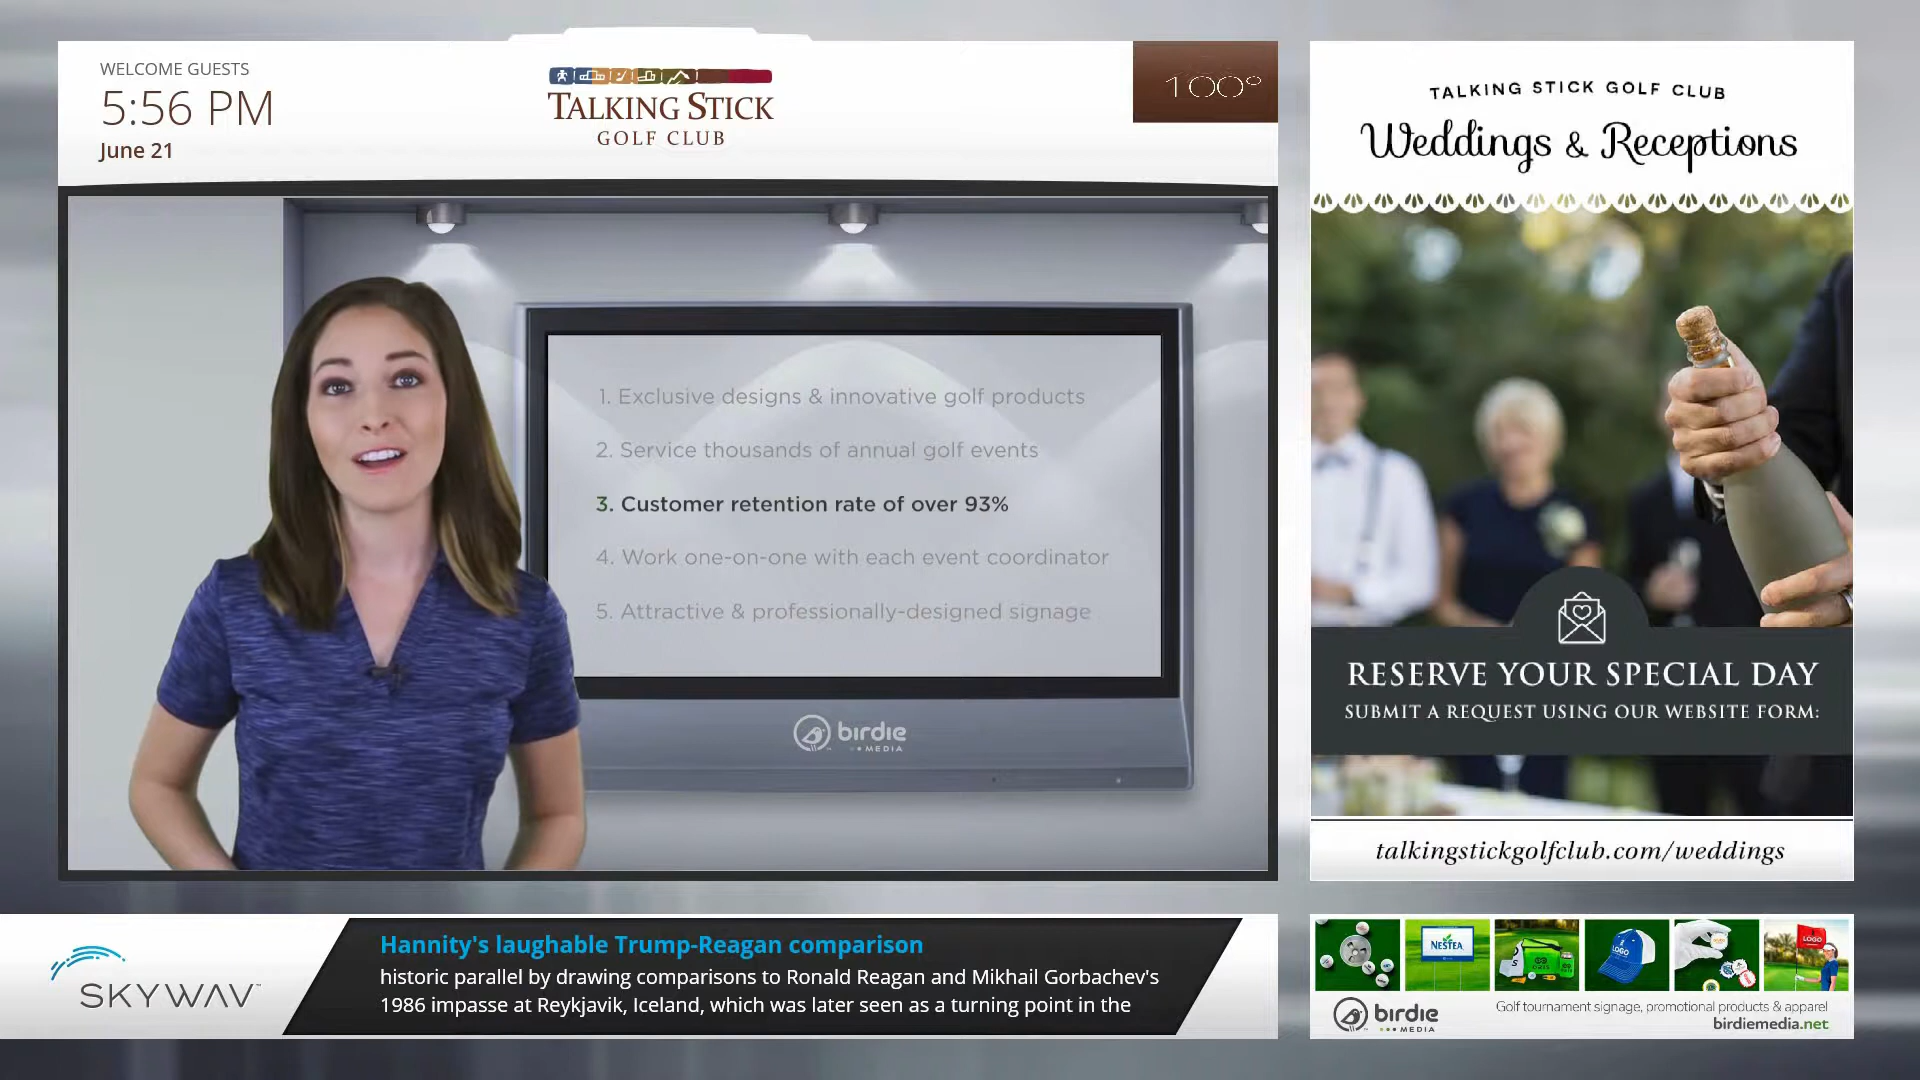 WELCOME GUESTS
5:56 PM
June 21
TALKING STICK
GOLF CLUB
100°
1. Exclusive designs & innovative golf products
2. Service thousands of annual golf events
3. Customer retention rate of over 93%
4. Work one-on-one with each event coordinator
5. Attractive & professionally-designed signage
birdie
MEDIA
TALKING STICK GOLF CLUB
Weddings & Receptions
RESERVE YOUR SPECIAL DAY
SUBMIT A REQUEST USING OUR WEBSITE FORM:
talkingstickgolfclub.com/weddings
SKYWAV™
Hannity's laughable Trump-Reagan comparison
historic parallel by drawing comparisons to Ronald Reagan and Mikhail Gorbachev's
1986 impasse at Reykjavik, Iceland, which was later seen as a turning point in the
NESTEA
LOGO
LOGO
birdie
MEDIA
Golf tournament signage, promotional products & apparel
birdiemedia.net